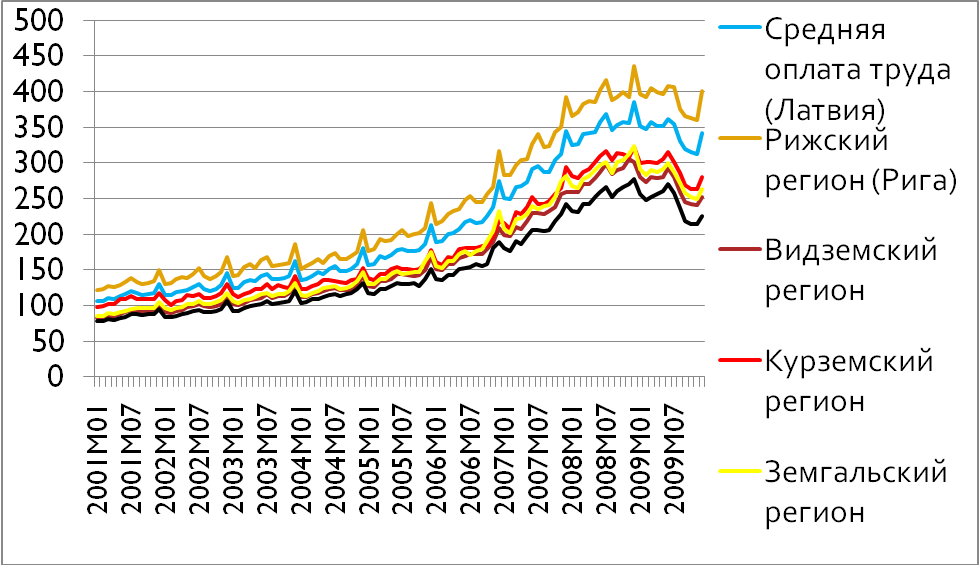 500
450
400
350
300
250
200
150
100
50
0
2001M01
2001M07
2002M01
2002M07
2003M01
2003M07
2004M01
2004M07
2005M01
2005M07
2006M01
2006M07
2007M01
2007M07
2008M01
2008M07
2009M01
2009M07
Средняя
оплата труда
(Латвия)
Рижский
регион (Рига)
Видземский
регион
Курземский
регион
Земгальский
регион